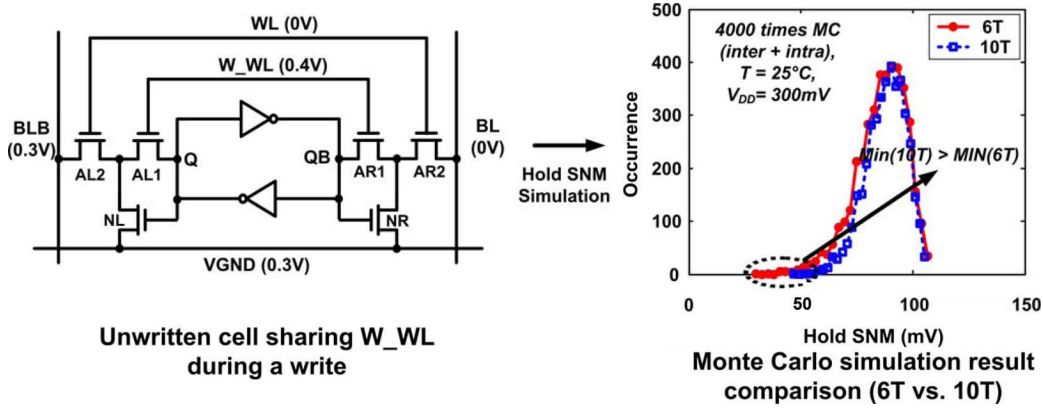 WL (0V)
W_WL (0.4V)
BLB
(0.3V)
BL
(0V)
AL2
AL1
Q
QB
AR1
AR2
NL
NR
VGND (0.3V)
Unwritten cell sharing W_WL
during a write
Hold SNM
Simulation
500
400
300
200
100
0
Occurrence
4000 times MC
(inter + intra),
T = 25°C,
VDD= 300mV
6T
10T
Min(10T) > MIN(6T)
0
50
100
150
Hold SNM (mV)
Monte Carlo simulation result
comparison (6T vs. 10T)